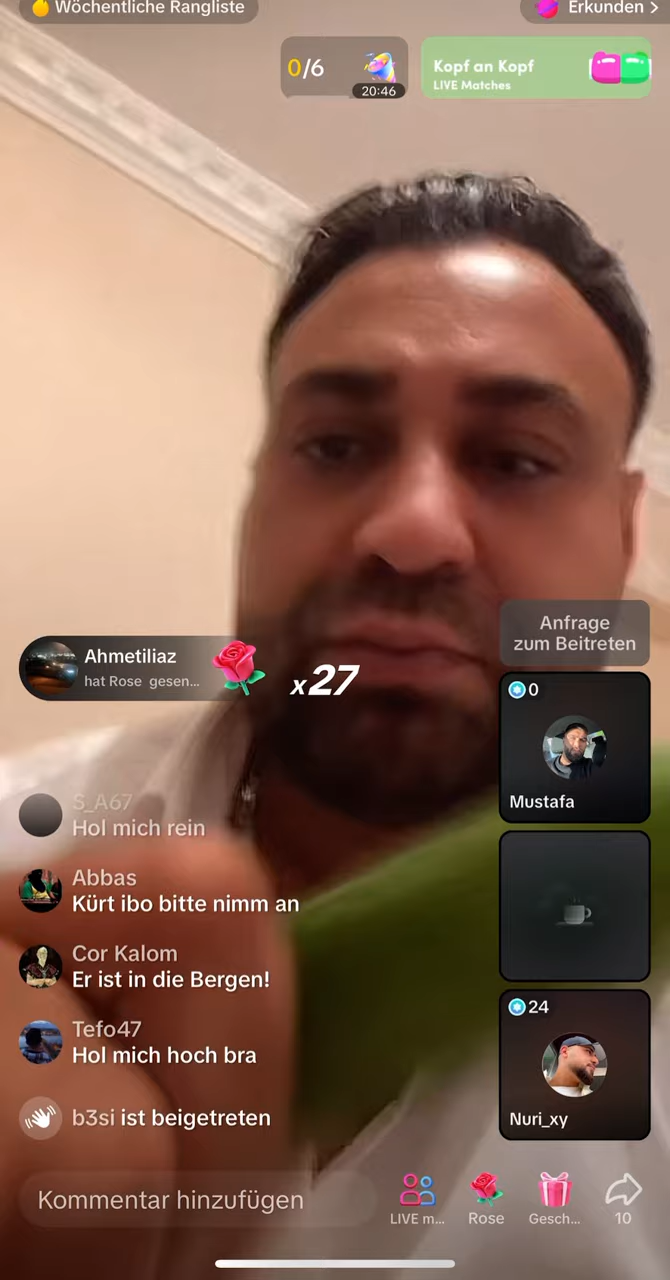 Wöchentliche Rangliste
Erkunden >
0/6
20:46
Kopf an Kopf
LIVE Matches
Anfrage
zum Beitreten
Ahmetiliaz
hat Rose gesen...
x27
0
Mustafa
S_A67
Hol mich rein
Abbas
Kürt ibo bitte nimm an
Cor Kalom
Er ist in die Bergen!
Tefo47
Hol mich hoch bra
24
Nuri_xy
b3si ist beigetreten
Kommentar hinzufügen
LIVE m...
Rose
Gesch...
10